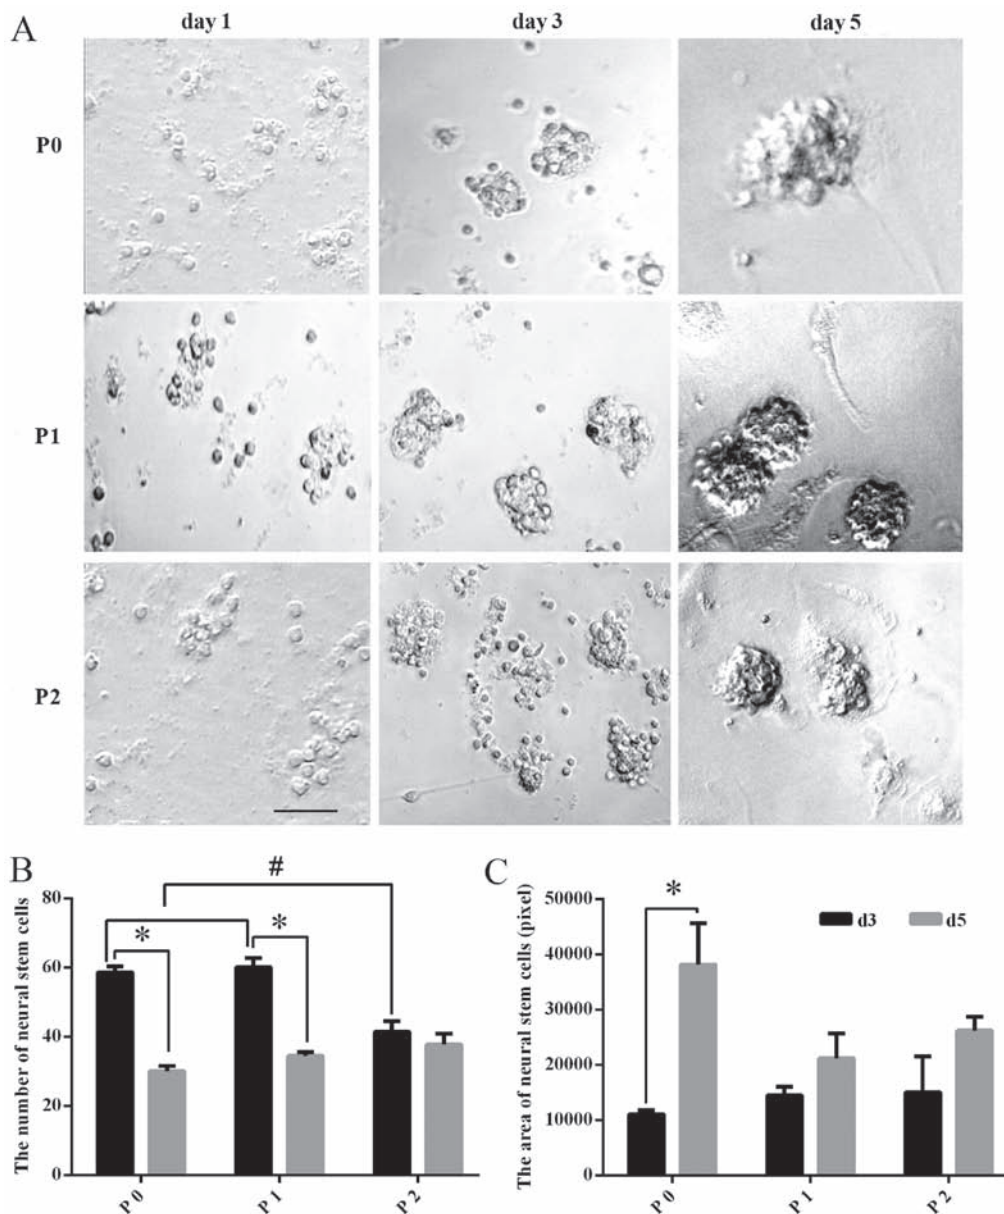 A
day 1
day 3
day 5
P0
P1
P2
B
The number of neural stem cells
80
60
40
20
0
#
*
*
P 0
P 1
P 2
C
The area of neural stem cells (pixel)
50000
40000
30000
20000
10000
0
*
d3
d5
P 0
P 1
P 2